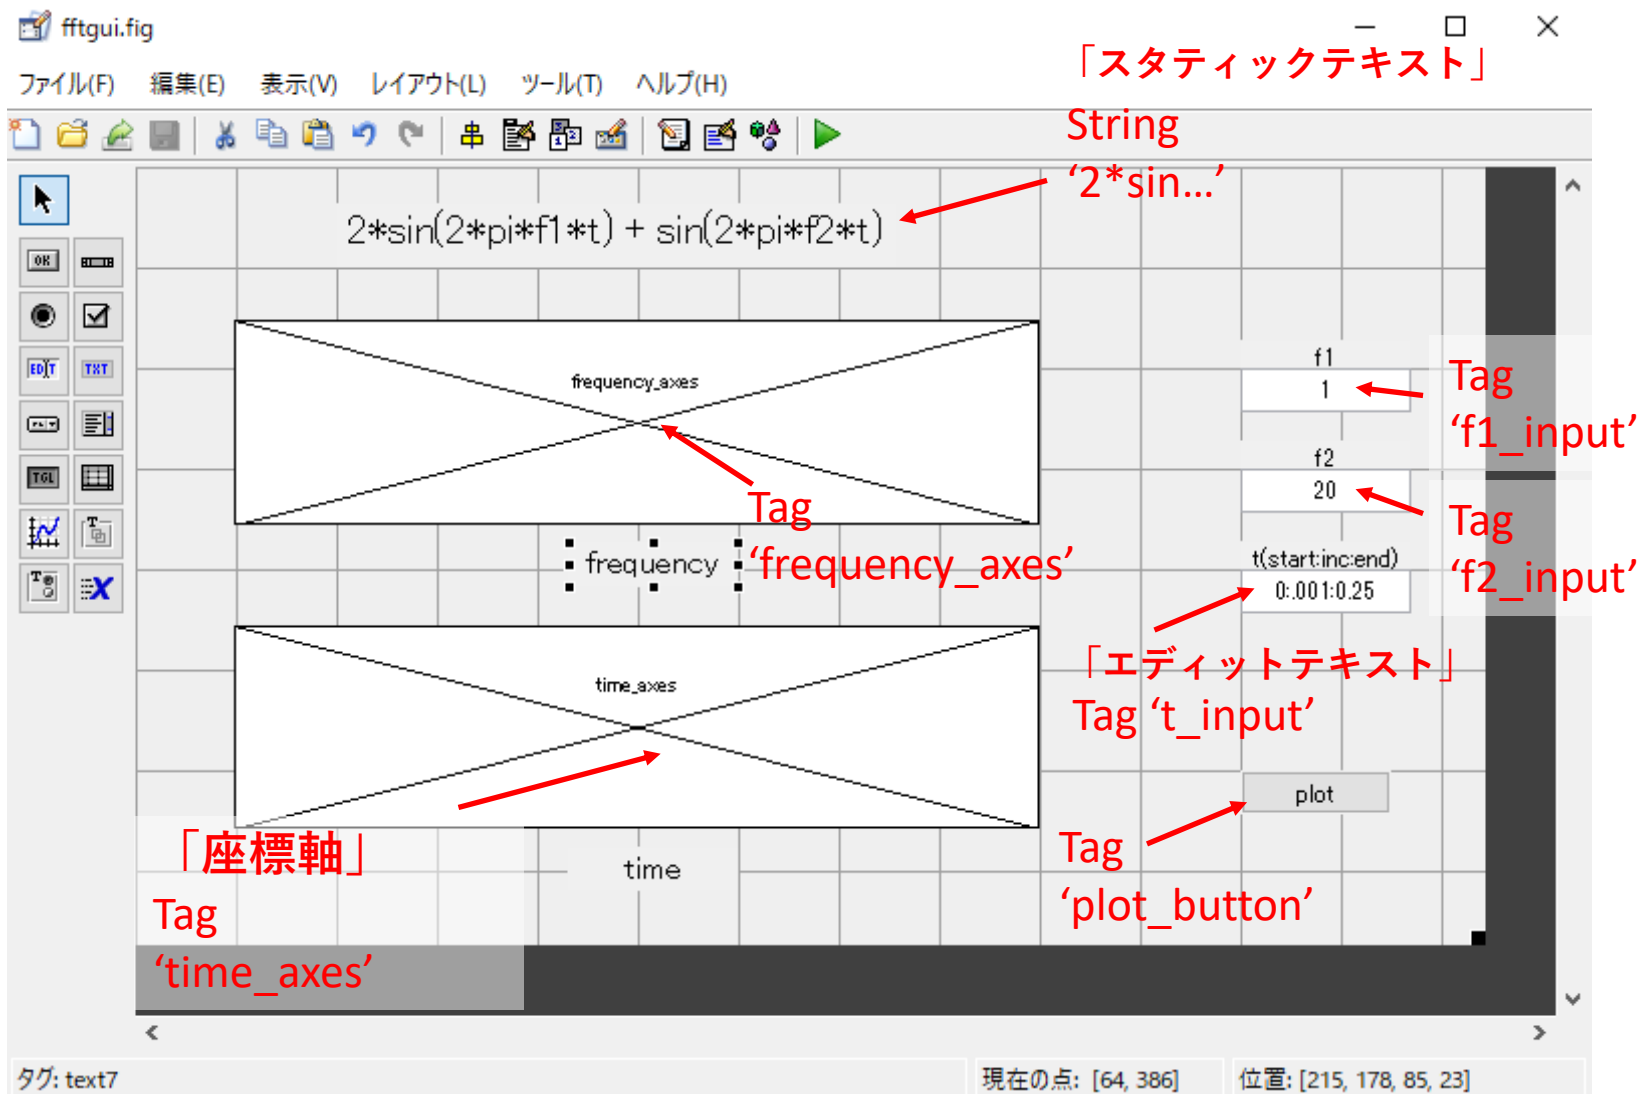 fftgui.fig
ファイル(F) 編集(E) 表示(V) レイアウト(L) ツール(T) ヘルプ(H)
「スタティックテキスト」
String
‘2*sin…’
2*sin(2*pi*f1*t) + sin(2*pi*f2*t)
OK
EDIT TXT
TGL
frequency_axes
Tag
‘frequency_axes’
frequency
f1
1
Tag
‘f1_input’
f2
20
Tag
‘f2_input’
t(start:inc:end)
0:.001:0.25
「エディットテキスト」
Tag ‘t_input’
time_axes
「座標軸」
Tag
‘time_axes’
time
plot
Tag
‘plot_button’
タグ: text7
現在の点: [64, 386]
位置: [215, 178, 85, 23]